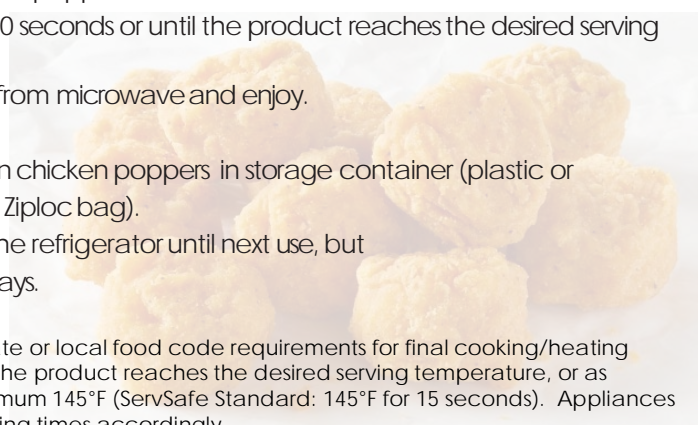 0 seconds or until the product reaches the desired serving
from microwave and enjoy.
n chicken poppers in storage container (plastic or
Ziploc bag).
he refrigerator until next use, but
ays.
te or local food code requirements for final cooking/heating
he product reaches the desired serving temperature, or as
mum 145°F (ServSafe Standard: 145°F for 15 seconds). Appliances
ing times accordingly